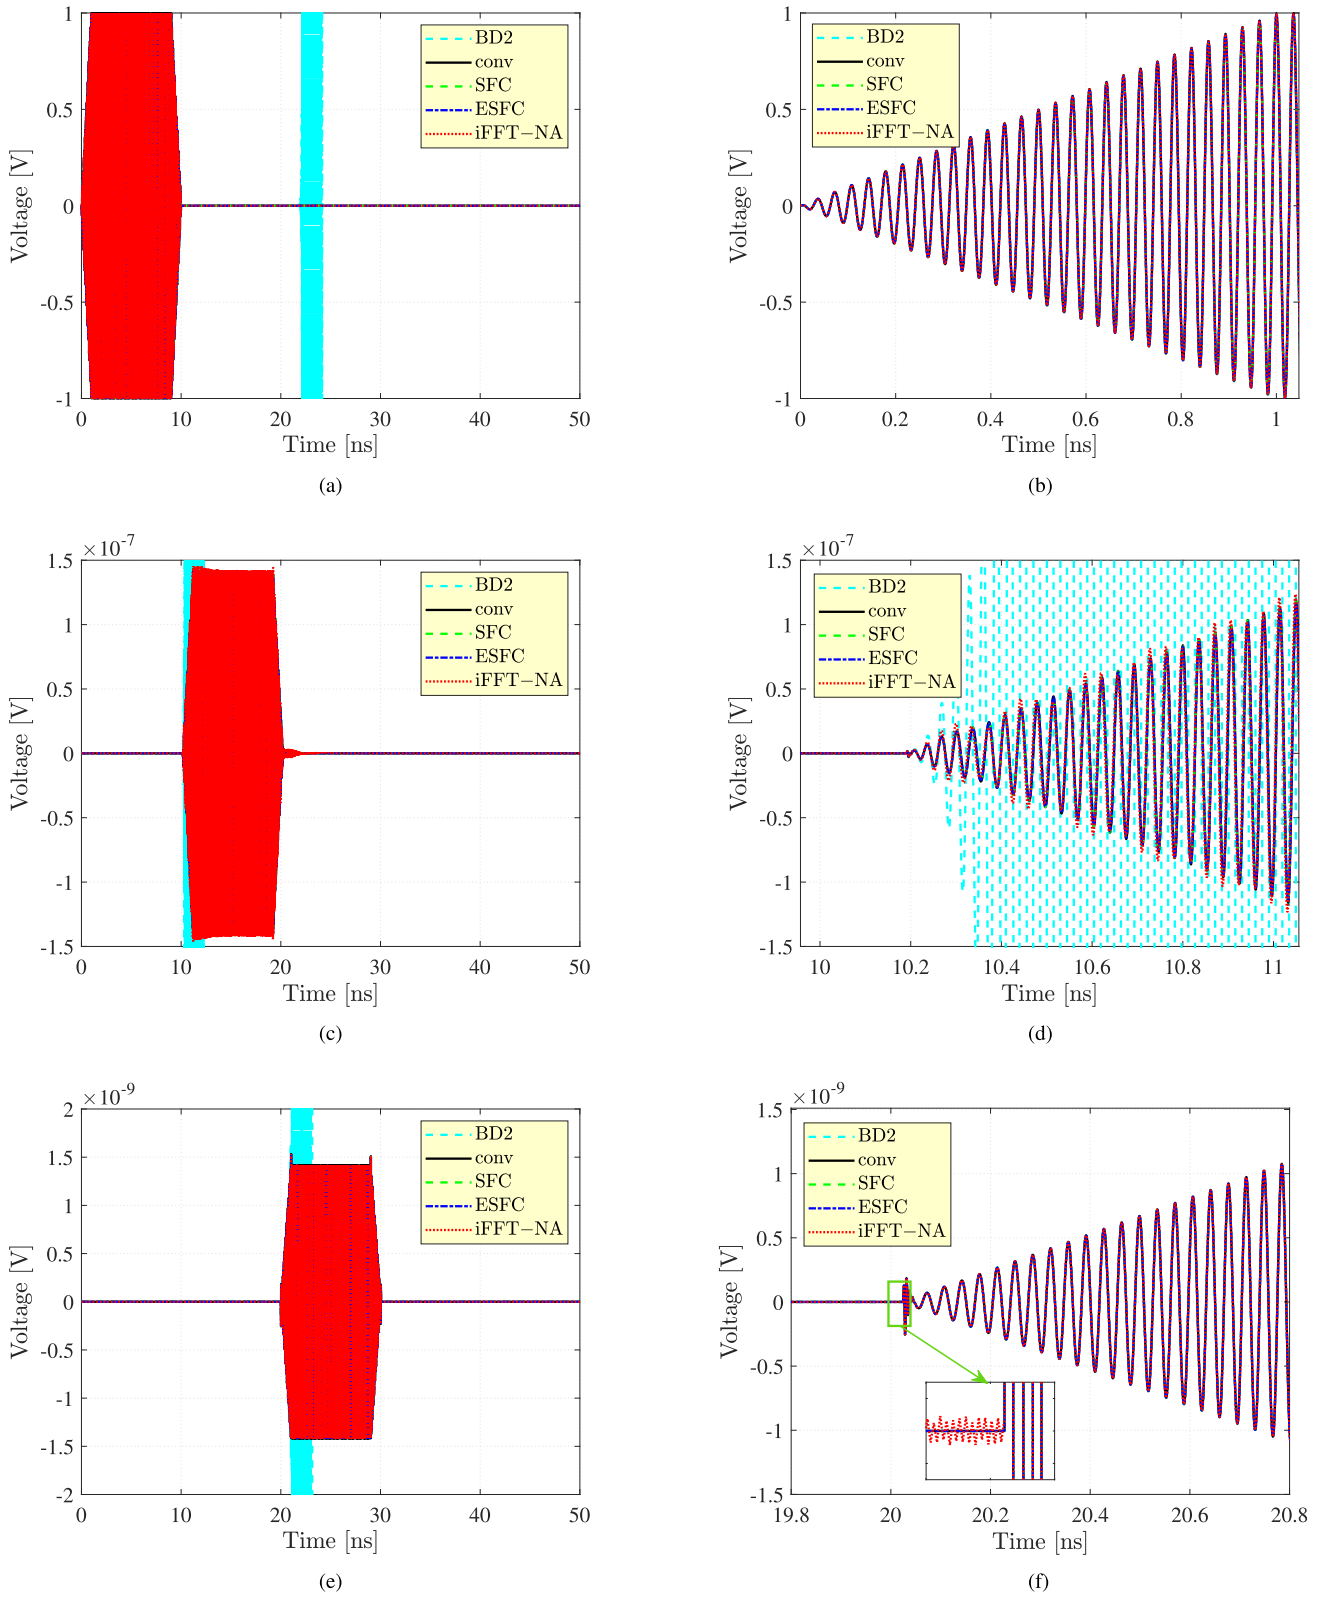 1
0.5
0
-0.5
-1
Voltage [V]
BD2
conv
SFC
ESFC
iFFT−NA
0 10 20 30 40 50
Time [ns]
(a)
1
0.5
0
-0.5
-1
Voltage [V]
BD2
conv
SFC
ESFC
iFFT−NA
0 0.2 0.4 0.6 0.8 1
Time [ns]
(b)
×10-7
1.5
1
0.5
0
-0.5
-1
-1.5
Voltage [V]
BD2
conv
SFC
ESFC
iFFT−NA
0 10 20 30 40 50
Time [ns]
(c)
×10-7
1.5
1
0.5
0
-0.5
-1
-1.5
Voltage [V]
BD2
conv
SFC
ESFC
iFFT−NA
10 10.2 10.4 10.6 10.8 11
Time [ns]
(d)
×10-9
2
1.5
1
0.5
0
-0.5
-1
-1.5
-2
Voltage [V]
BD2
conv
SFC
ESFC
iFFT−NA
0 10 20 30 40 50
Time [ns]
(e)
×10-9
1.5
1
0.5
0
-0.5
-1
-1.5
Voltage [V]
BD2
conv
SFC
ESFC
iFFT−NA
19.8 20 20.2 20.4 20.6 20.8
Time [ns]
(f)